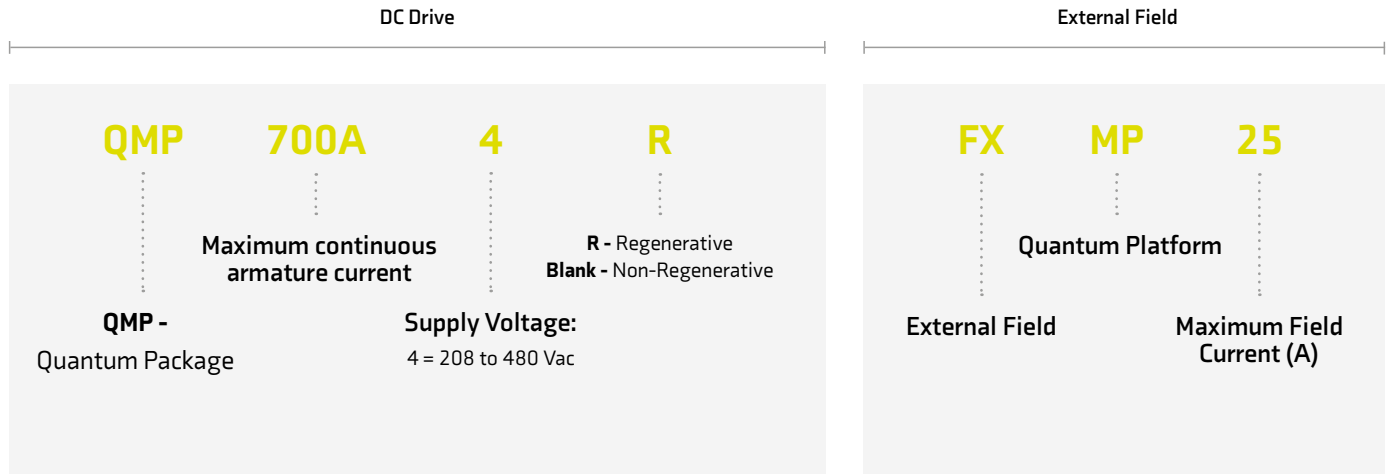 DC Drive
External Field
QMP 700A 4 R
FX MP 25
Maximum continuous
armature current
R - Regenerative
Blank - Non-Regenerative
QMP -
Quantum Package
Supply Voltage:
4 = 208 to 480 Vac
Quantum Platform
External Field
Maximum Field
Current (A)